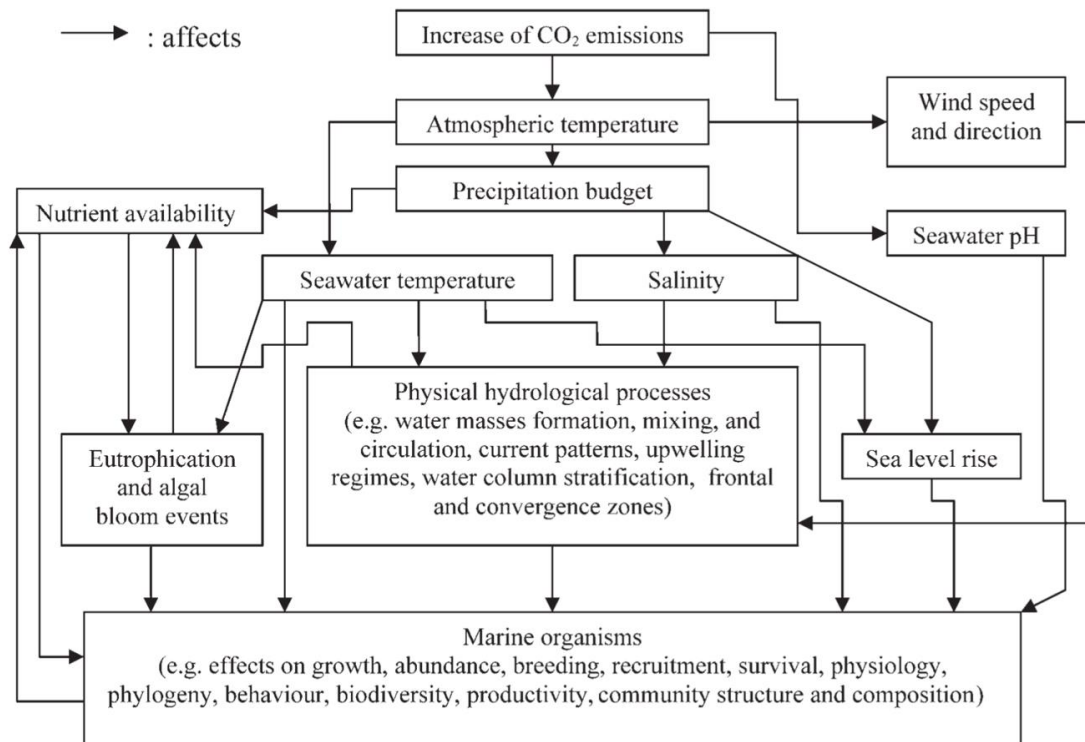 : affects
Increase of CO₂ emissions
Atmospheric temperature
Wind speed
and direction
Precipitation budget
Nutrient availability
Seawater pH
Seawater temperature
Salinity
Physical hydrological processes
(e.g. water masses formation, mixing, and
circulation, current patterns, upwelling
regimes, water column stratification, frontal
and convergence zones)
Eutrophication
and algal
bloom events
Sea level rise
Marine organisms
(e.g. effects on growth, abundance, breeding, recruitment, survival, physiology,
phylogeny, behaviour, biodiversity, productivity, community structure and composition)